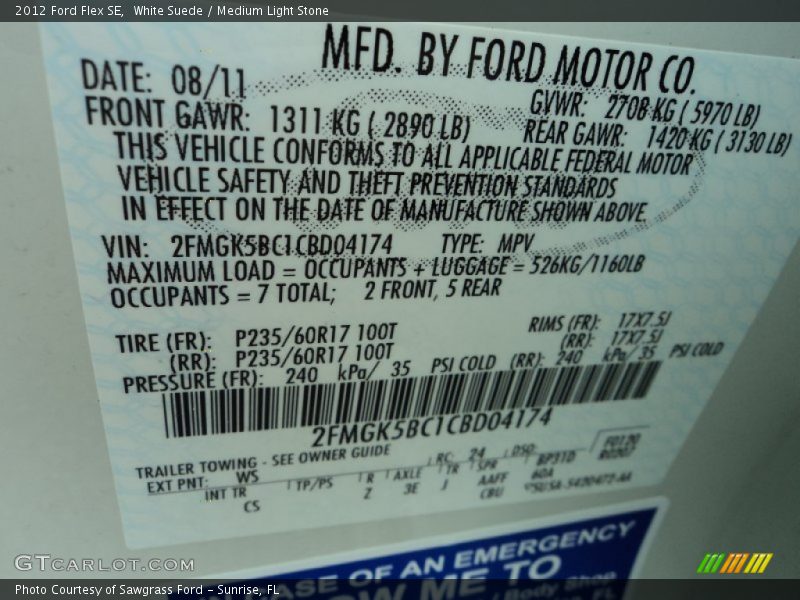 2012 Ford Flex SE, White Suede / Medium Light Stone
MFD. BY FORD MOTOR CO.
DATE: 08/11
GVWR: 2708 KG ( 5970 LB)
FRONT GAWR: 1311 KG ( 2890 LB)
REAR GAWR: 1420 KG ( 3130 LB)
THIS VEHICLE CONFORMS TO ALL APPLICABLE FEDERAL MOTOR
VEHICLE SAFETY AND THEFT PREVENTION STANDARDS
IN EFFECT ON THE DATE OF MANUFACTURE SHOWN ABOVE.
VIN: 2FMGK5BC1CBD04174 TYPE: MPV
MAXIMUM LOAD = OCCUPANTS + LUGGAGE = 526KG/1160LB
OCCUPANTS = 7 TOTAL; 2 FRONT, 5 REAR
TIRE (FR): P235/60R17 100T RIMS (FR): 17X7.5J
(RR): P235/60R17 100T (RR): 17X7.5J
PRESSURE (FR): 240 kPa/ 35 PSI COLD (RR): 240 kPa/ 35 PSI COLD
2FMGK5BC1CBD04174
TRAILER TOWING - SEE OWNER GUIDE
EXT PNT: WS RC: 24 DSO:
INT TR TP/PS R AXLE TR SPR
CS Z 3E J AAFF
CBU
OF AN EMERGENCY
ME TO
GTCARLOT.COM
Photo Courtesy of Sawgrass Ford - Sunrise, FL